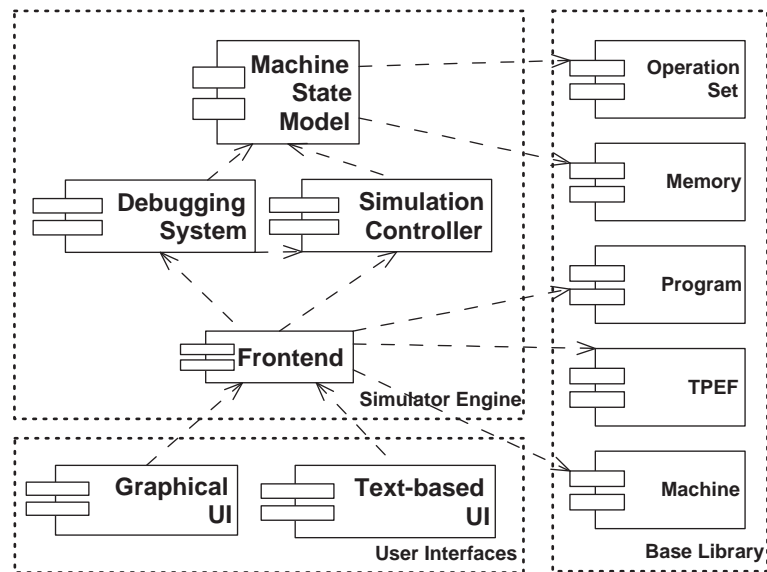 Machine
State
Model
Operation
Set
Memory
Debugging
System
Simulation
Controller
Program
Frontend
TPEF
Simulator Engine
Graphical
UI
Text-based
UI
Machine
User Interfaces
Base Library